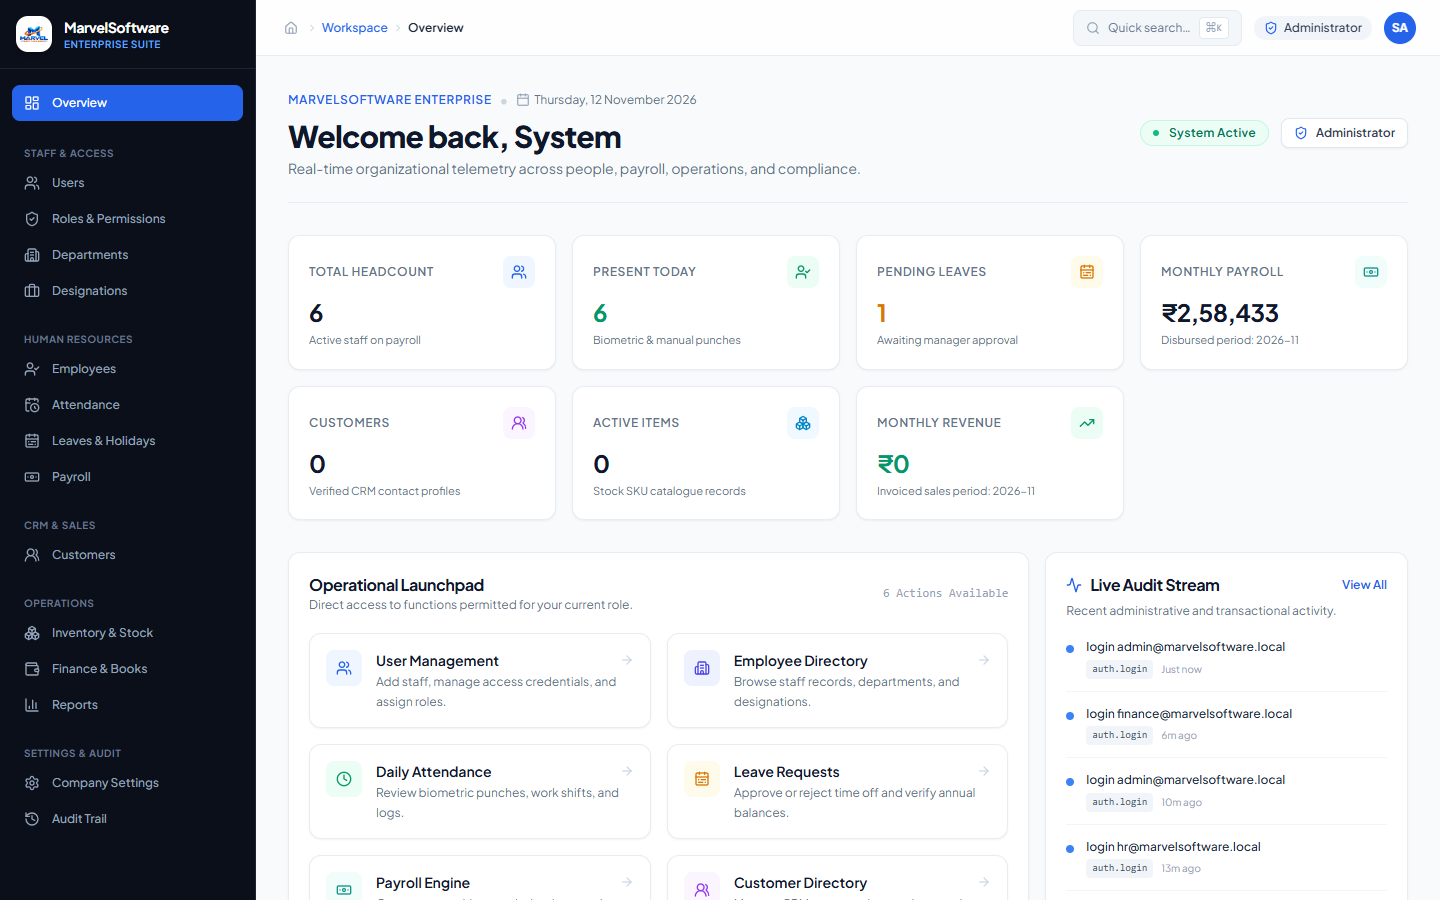 MARVEL
MarvelSoftware
ENTERPRISE SUITE
Overview
STAFF & ACCESS
Users
Roles & Permissions
Departments
Designations
HUMAN RESOURCES
Employees
Attendance
Leaves & Holidays
Payroll
CRM & SALES
Customers
OPERATIONS
Inventory & Stock
Finance & Books
Reports
SETTINGS & AUDIT
Company Settings
Audit Trail
Workspace Overview
Quick search... ⌘K
Administrator
SA
MARVELSOFTWARE ENTERPRISE Thursday, 12 November 2026
Welcome back, System
Real-time organizational telemetry across people, payroll, operations, and compliance.
System Active
Administrator
TOTAL HEADCOUNT
6
Active staff on payroll
PRESENT TODAY
6
Biometric & manual punches
PENDING LEAVES
1
Awaiting manager approval
MONTHLY PAYROLL
₹2,58,433
Disbursed period: 2026-11
CUSTOMERS
0
Verified CRM contact profiles
ACTIVE ITEMS
0
Stock SKU catalogue records
MONTHLY REVENUE
₹0
Invoiced sales period: 2026-11
Operational Launchpad
Direct access to functions permitted for your current role.
6 Actions Available
User Management
Add staff, manage access credentials, and
assign roles.
Employee Directory
Browse staff records, departments, and
designations.
Daily Attendance
Review biometric punches, work shifts, and
logs.
Leave Requests
Approve or reject time off and verify annual
balances.
Payroll Engine
Customer Directory
Live Audit Stream
View All
Recent administrative and transactional activity.
login admin@marvelsoftware.local
auth.login Just now
login finance@marvelsoftware.local
auth.login 6m ago
login admin@marvelsoftware.local
auth.login 10m ago
login hr@marvelsoftware.local
auth.login 13m ago